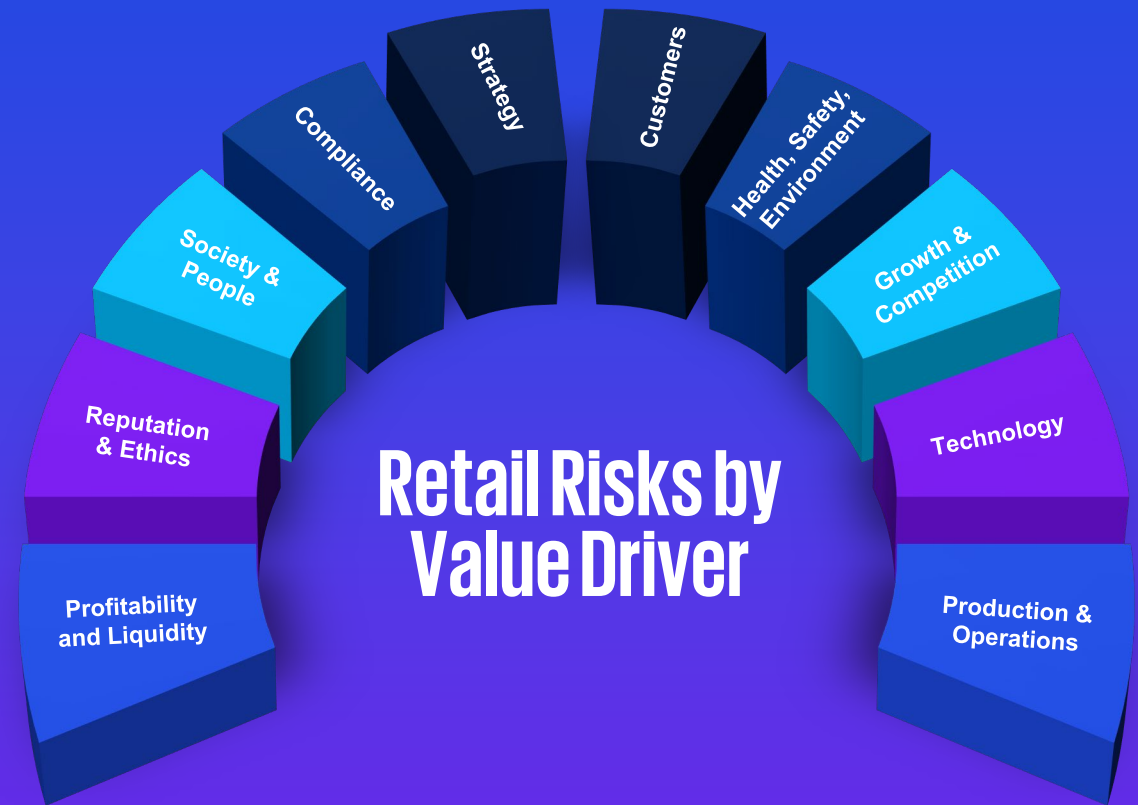 Strategy
Customers
Compliance
Health, Safety,
Environment
Society &
People
Growth &
Competition
Reputation
& Ethics
Technology
Retail Risks by
Value Driver
Profitability
and Liquidity
Production &
Operations